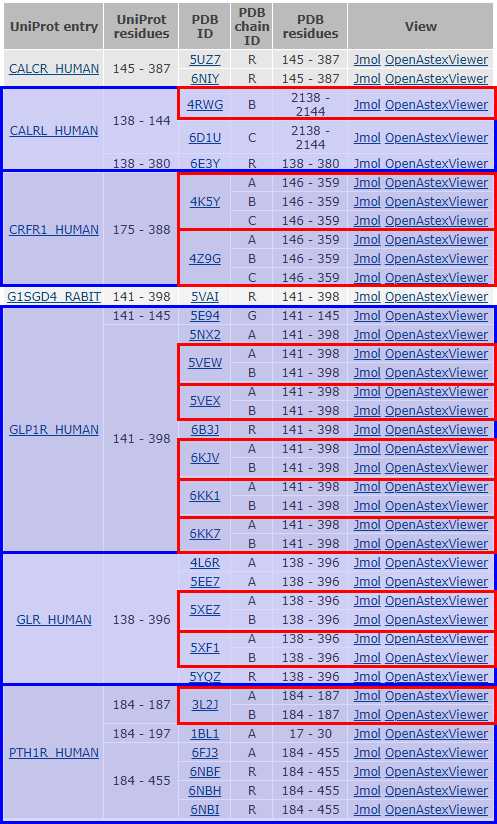 UniProt entry UniProt residues PDB ID PDB chain ID PDB residues View
CALCR_HUMAN 145 - 387 5UZ7 R 145 - 387 Jmol OpenAstexViewer
6NIY R 145 - 387 Jmol OpenAstexViewer
CALRL_HUMAN 138 - 144 4RWG B 2138 - 2144 Jmol OpenAstexViewer
6D1U C 2138 - 2144 Jmol OpenAstexViewer
138 - 380 6E3Y R 138 - 380 Jmol OpenAstexViewer
CRFR1_HUMAN 175 - 388 4K5Y A 146 - 359 Jmol OpenAstexViewer
B 146 - 359 Jmol OpenAstexViewer
C 146 - 359 Jmol OpenAstexViewer
4Z9G A 146 - 359 Jmol OpenAstexViewer
B 146 - 359 Jmol OpenAstexViewer
C 146 - 359 Jmol OpenAstexViewer
G1SGD4_RABIT 141 - 398 5VAI R 141 - 398 Jmol OpenAstexViewer
GLP1R_HUMAN 141 - 145 5E94 G 141 - 145 Jmol OpenAstexViewer
141 - 398 5NX2 A 141 - 398 Jmol OpenAstexViewer
5VEW A 141 - 398 Jmol OpenAstexViewer
B 141 - 398 Jmol OpenAstexViewer
5VEX A 141 - 398 Jmol OpenAstexViewer
B 141 - 398 Jmol OpenAstexViewer
6B3J R 141 - 398 Jmol OpenAstexViewer
6KJV A 141 - 398 Jmol OpenAstexViewer
B 141 - 398 Jmol OpenAstexViewer
6KK1 A 141 - 398 Jmol OpenAstexViewer
B 141 - 398 Jmol OpenAstexViewer
6KK7 A 141 - 398 Jmol OpenAstexViewer
B 141 - 398 Jmol OpenAstexViewer
GLR_HUMAN 138 - 396 4L6R A 138 - 396 Jmol OpenAstexViewer
5EE7 A 138 - 396 Jmol OpenAstexViewer
5XEZ A 138 - 396 Jmol OpenAstexViewer
B 138 - 396 Jmol OpenAstexViewer
5XF1 A 138 - 396 Jmol OpenAstexViewer
B 138 - 396 Jmol OpenAstexViewer
5YQZ R 138 - 396 Jmol OpenAstexViewer
PTH1R_HUMAN 184 - 187 3L2J A 184 - 187 Jmol OpenAstexViewer
B 184 - 187 Jmol OpenAstexViewer
184 - 197 1BL1 A 17 - 30 Jmol OpenAstexViewer
184 - 455 6FJ3 A 184 - 455 Jmol OpenAstexViewer
6NBF R 184 - 455 Jmol OpenAstexViewer
6NBH R 184 - 455 Jmol OpenAstexViewer
6NBI R 184 - 455 Jmol OpenAstexViewer